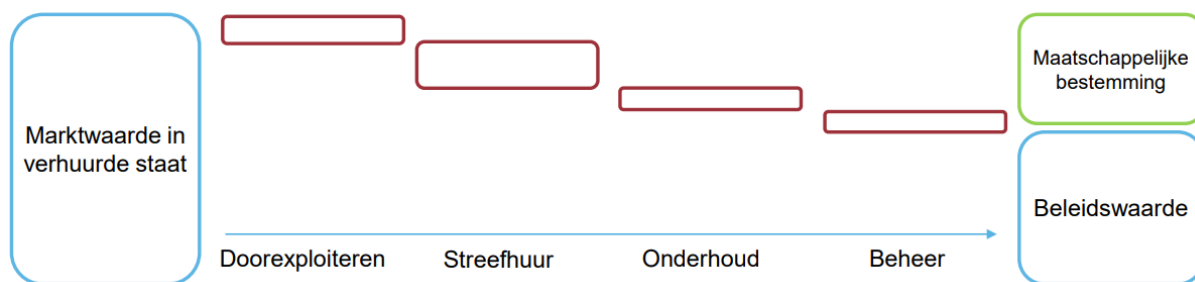 Marktwaarde in
verhuurde staat
Doorexploiteren
Streefhuur
Onderhoud
Beheer
Maatschappelijke
bestemming
Beleidswaarde